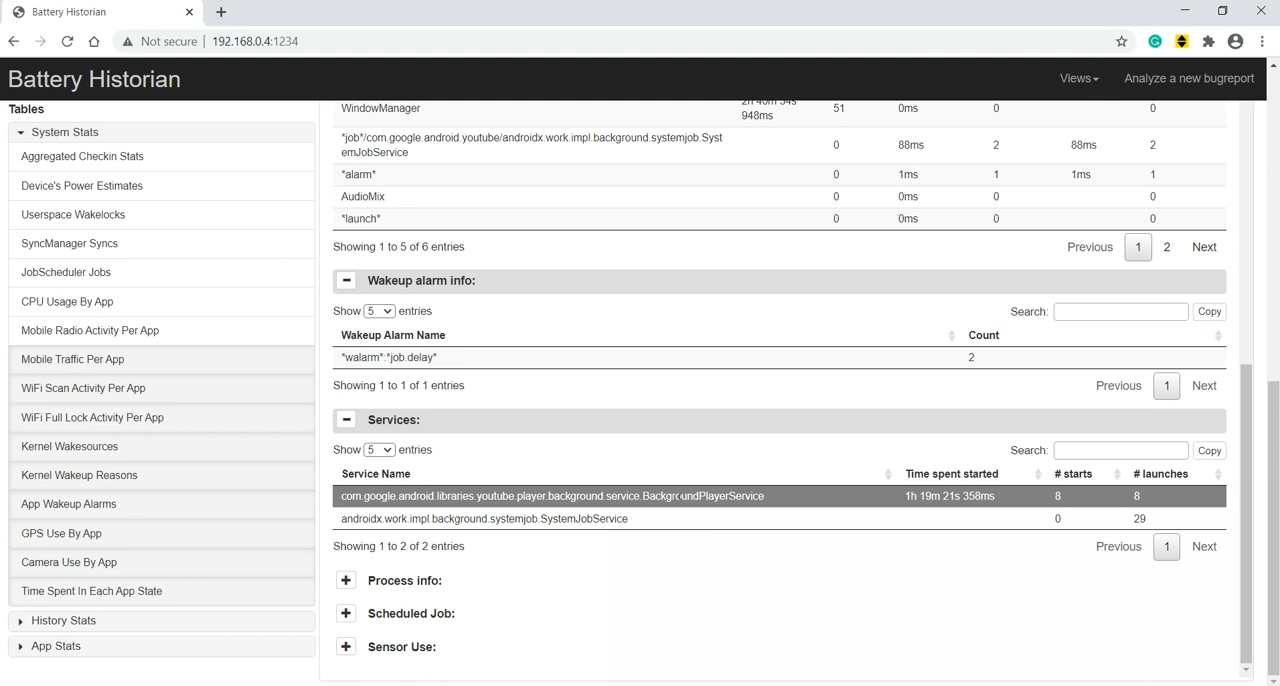 Battery Historian
Not secure | 192.168.0.4:1234
Battery Historian
Views
Analyze a new bugreport
Tables
System Stats
Aggregated Checkin Stats
Device's Power Estimates
Userspace Wakelocks
SyncManager Syncs
JobScheduler Jobs
CPU Usage By App
Mobile Radio Activity Per App
Mobile Traffic Per App
WiFi Scan Activity Per App
WiFi Full Lock Activity Per App
Kernel Wakesources
Kernel Wakeup Reasons
App Wakeup Alarms
GPS Use By App
Camera Use By App
Time Spent In Each App State
History Stats
App Stats
WindowManager 2h 40m 54s 948ms 51 0ms 0 0
*job*/com.google.android.youtube/androidx.work.impl.background.systemjob.Syst
emJobService 0 88ms 2 88ms 2
*alarm* 0 1ms 1 1ms 1
AudioMix 0 0ms 0 0
*launch* 0 0ms 0 0
Showing 1 to 5 of 6 entries Previous 1 2 Next
Wakeup alarm info:
Show 5 entries Search: Copy
Wakeup Alarm Name Count
*walarm*:*job.delay* 2
Showing 1 to 1 of 1 entries Previous 1 Next
Services:
Show 5 entries Search: Copy
Service Name Time spent started # starts # launches
com.google.android.libraries.youtube.player.background.service.BackgroundPlayerService 1h 19m 21s 358ms 8 8
androidx.work.impl.background.systemjob.SystemJobService 0 29
Showing 1 to 2 of 2 entries Previous 1 Next
Process info:
Scheduled Job:
Sensor Use: